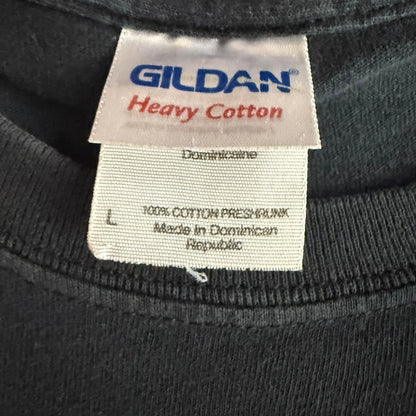 GILDAN®
Heavy Cotton
Dominicaine
L
100% COTTON PRESHRUNK
Made in Dominican
Republic